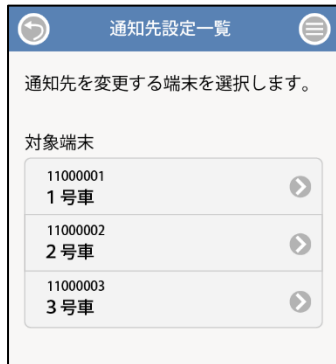 通知先設定一覧
通知先を変更する端末を選択します。
対象端末
11000001
1号車
11000002
2号車
11000003
3号車